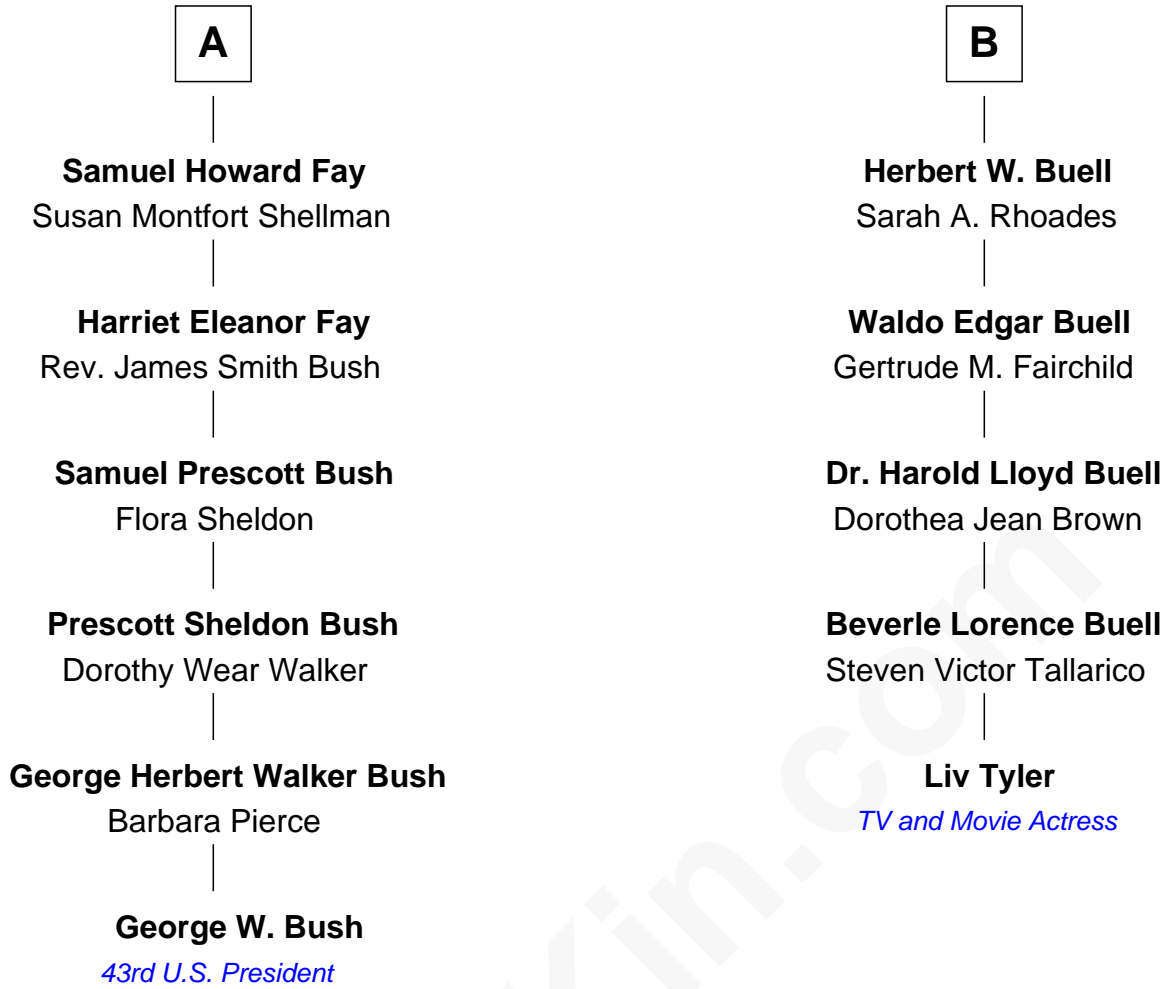 A
Samuel Howard Fay
Susan Montfort Shellman
Harriet Eleanor Fay
Rev. James Smith Bush
Samuel Prescott Bush
Flora Sheldon
Prescott Sheldon Bush
Dorothy Wear Walker
George Herbert Walker Bush
Barbara Pierce
George W. Bush
43rd U.S. President
B
Herbert W. Buell
Sarah A. Rhoades
Waldo Edgar Buell
Gertrude M. Fairchild
Dr. Harold Lloyd Buell
Dorothea Jean Brown
Beverle Lorence Buell
Steven Victor Tallarico
Liv Tyler
TV and Movie Actress
Kin.com